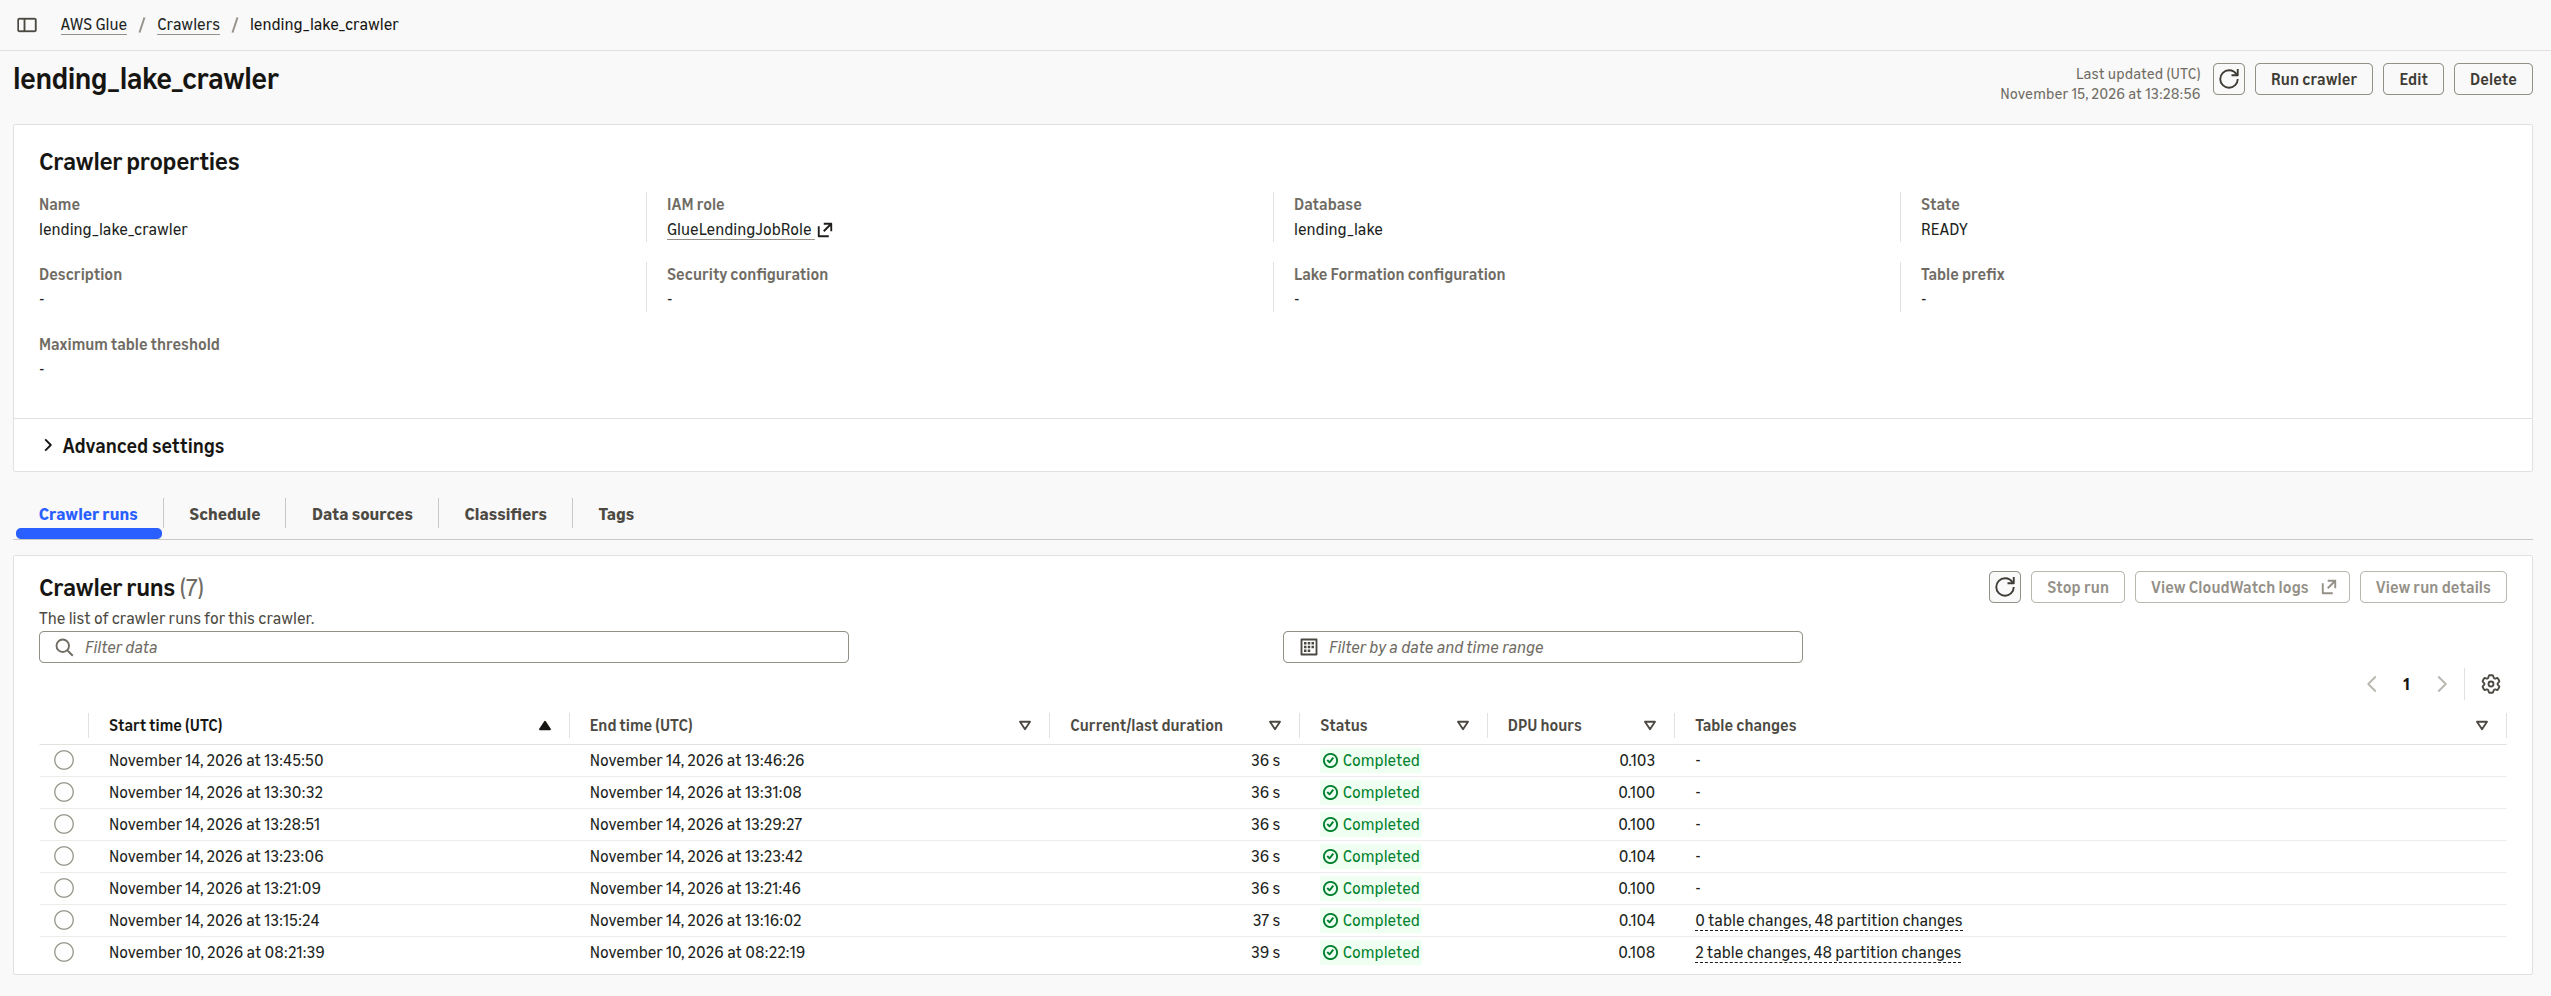 AWS Glue / Crawlers / lending_lake_crawler
lending_lake_crawler
Last updated (UTC)
November 15, 2026 at 13:28:56
Run crawler
Edit
Delete
Crawler properties
Name
lending_lake_crawler
IAM role
GlueLendingJobRole
Database
lending_lake
State
READY
Description
-
Security configuration
-
Lake Formation configuration
-
Table prefix
-
Maximum table threshold
-
Advanced settings
Crawler runs
Schedule
Data sources
Classifiers
Tags
Crawler runs (7)
The list of crawler runs for this crawler.
Stop run
View CloudWatch logs
View run details
Filter data
Filter by a date and time range
1
Start time (UTC) End time (UTC) Current/last duration Status DPU hours Table changes
November 14, 2026 at 13:45:50 November 14, 2026 at 13:46:26 36 s Completed 0.103 -
November 14, 2026 at 13:30:32 November 14, 2026 at 13:31:08 36 s Completed 0.100 -
November 14, 2026 at 13:28:51 November 14, 2026 at 13:29:27 36 s Completed 0.100 -
November 14, 2026 at 13:23:06 November 14, 2026 at 13:23:42 36 s Completed 0.104 -
November 14, 2026 at 13:21:09 November 14, 2026 at 13:21:46 36 s Completed 0.100 -
November 14, 2026 at 13:15:24 November 14, 2026 at 13:16:02 37 s Completed 0.104 0 table changes, 48 partition changes
November 10, 2026 at 08:21:39 November 10, 2026 at 08:22:19 39 s Completed 0.108 2 table changes, 48 partition changes